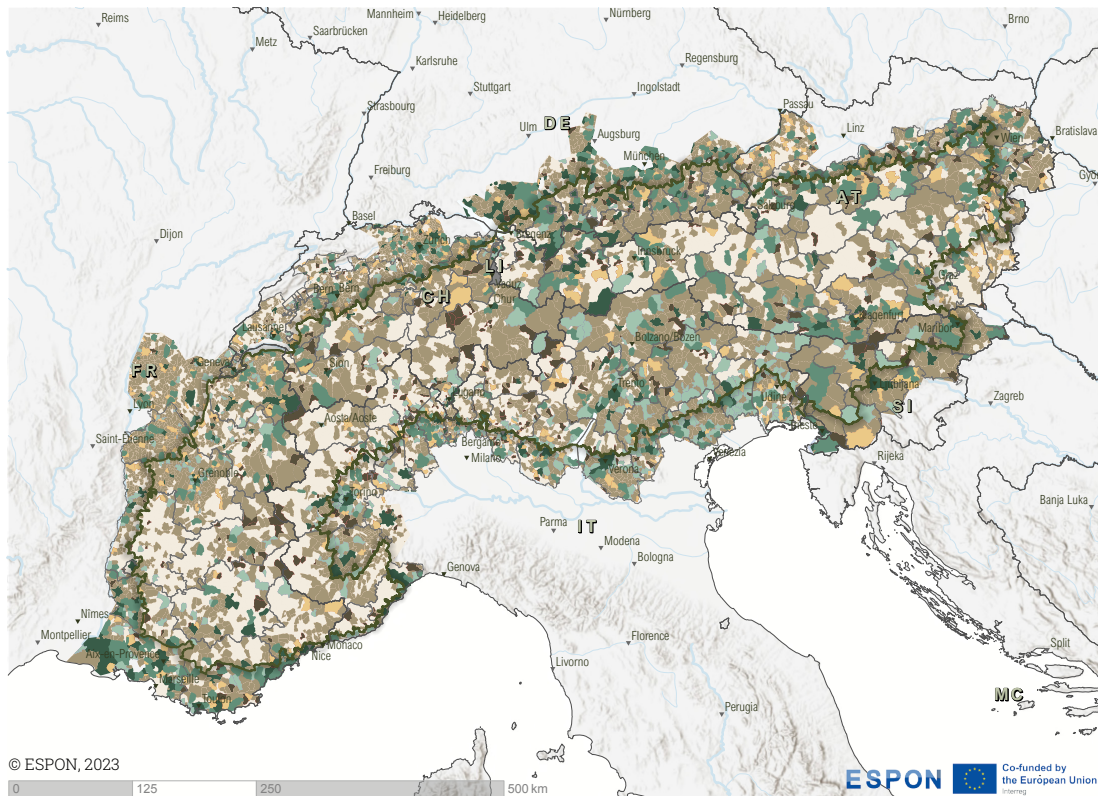 Reims
Mannheim
Heidelberg
Nürnberg
Brno
Saarbrücken
Metz
Karlsruhe
Regensburg
Stuttgart
Ingolstadt
Strasbourg
Passau
DE
Ulm
Augsburg
Linz
Wien
Bratislava
München
Freiburg
AT
Salzburg
Basel
Dijon
Zürich
Bregenz
Innsbruck
LI
Vaduz
Graz
Bern
Bern
CH
Chur
Klagenfurt
Lausanne
Maribor
Bolzano/Bozen
Geneva
Sion
FR
Trento
Ljubljana
Lyon
Lugano
Udine
SI
Zagreb
Aosta/Aoste
Trieste
Saint-Étienne
Bergamo
Milano
Venezia
Rijeka
Grenoble
Verona
Torino
Banja Luka
Parma
IT
Modena
Bologna
Genova
Nîmes
Montpellier
Monaco
Nice
Florence
Split
Aix-en-Provence
Livorno
Marseille
Toulon
MC
Perugia
© ESPON, 2023
0
125
250
500 km
ESPON
Co-funded by
the European Union
Interreg